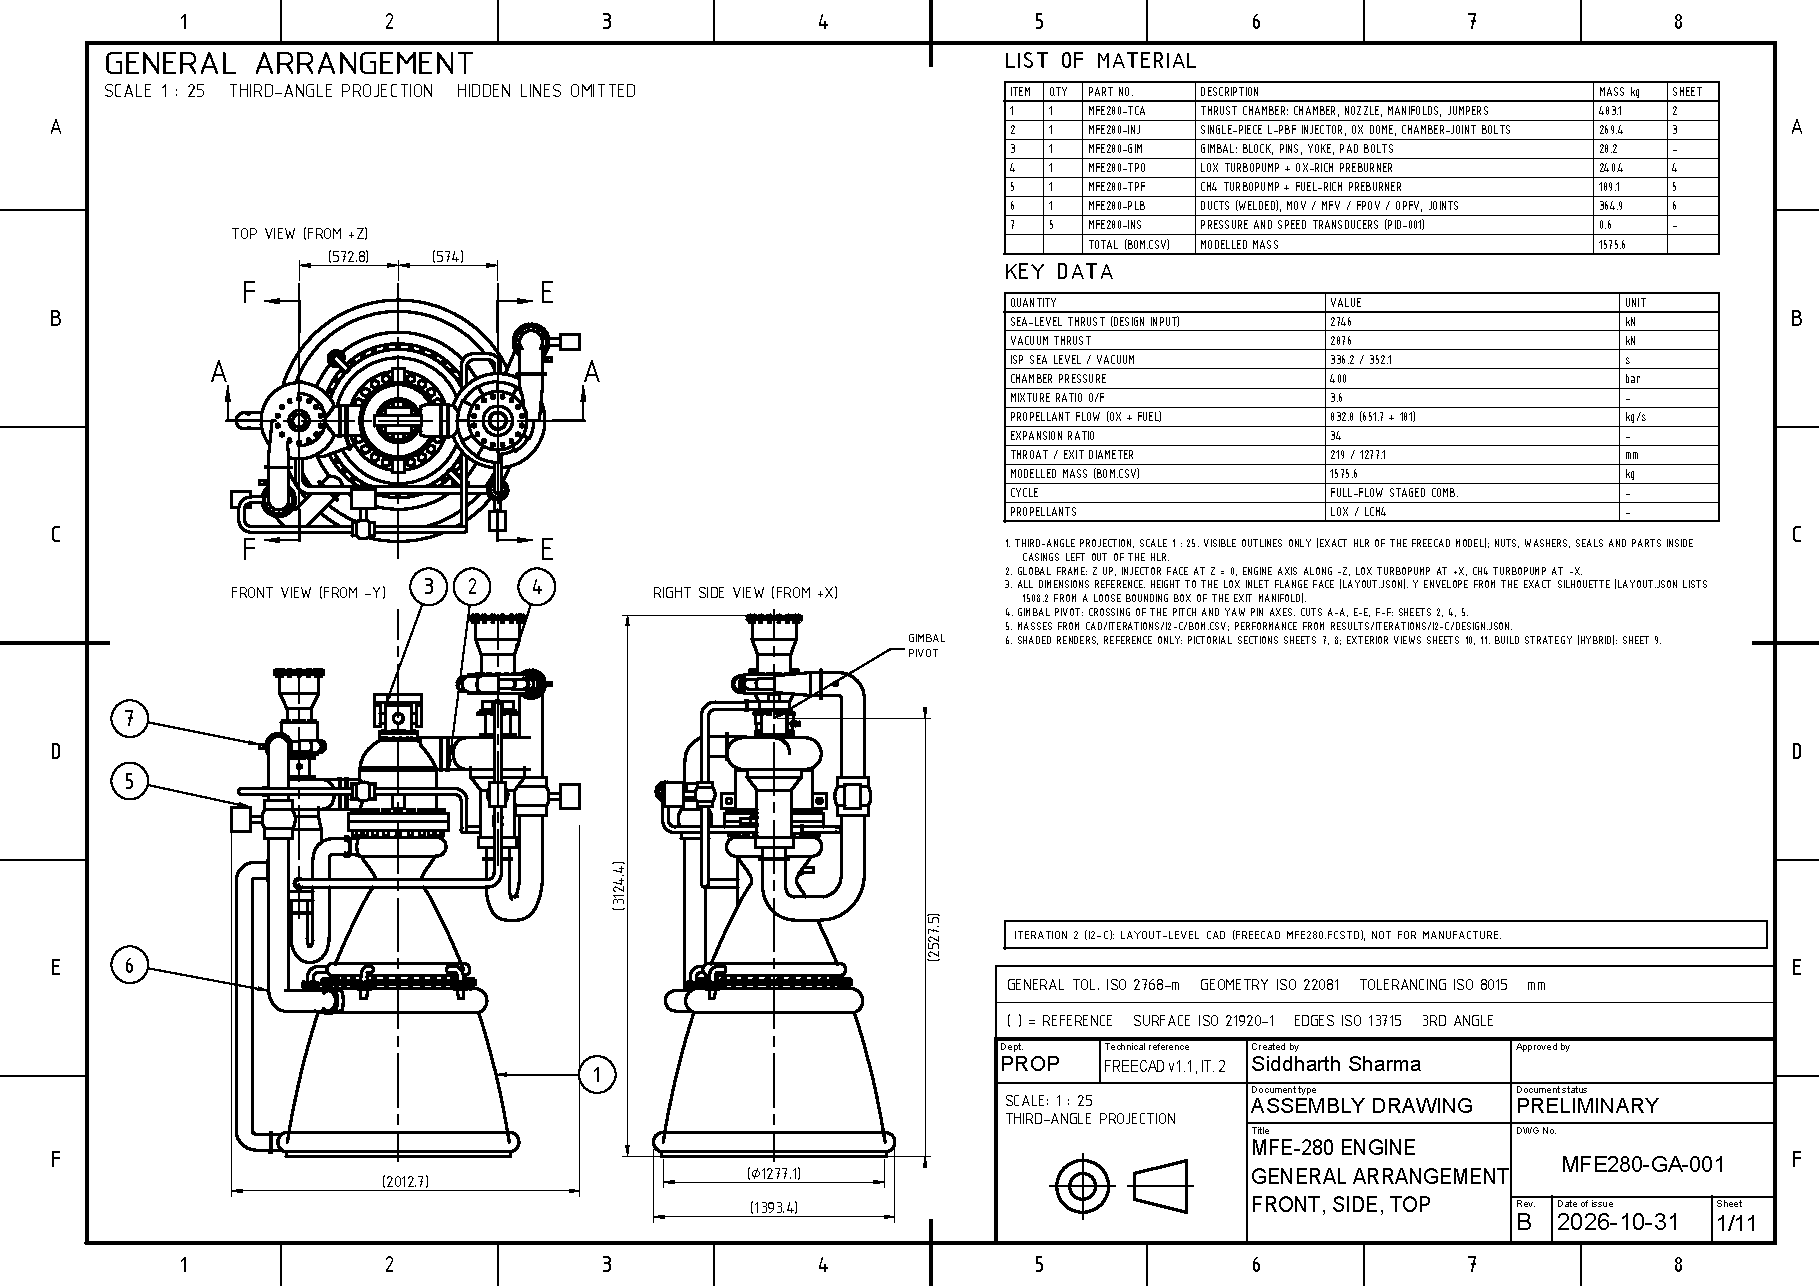 1 2 3 4 5 6 7 8
A B C D E F
GENERAL ARRANGEMENT
SCALE 1 : 25 THIRD-ANGLE PROJECTION HIDDEN LINES OMITTED
TOP VIEW (FROM +Z)
(572.8) (574)
F E
A A
F E
FRONT VIEW (FROM -Y)
3 2 4
RIGHT SIDE VIEW (FROM +X)
GIMBAL
PIVOT
7
5
6
1
(3124.4)
(2527.5)
(2012.7)
(Ø1277.1)
(1393.4)
LIST OF MATERIAL
ITEM QTY PART NO. DESCRIPTION MASS kg SHEET
1 1 MFE280-TCA THRUST CHAMBER: CHAMBER, NOZZLE, MANIFOLDS, JUMPERS 483.1 2
2 1 MFE280-INJ SINGLE-PIECE L-PBF INJECTOR, OX DOME, CHAMBER-JOINT BOLTS 269.4 3
3 1 MFE280-GIM GIMBAL: BLOCK, PINS, YOKE, PAD BOLTS 28.2 -
4 1 MFE280-TPO LOX TURBOPUMP + OX-RICH PREBURNER 240.4 4
5 1 MFE280-TPF CH4 TURBOPUMP + FUEL-RICH PREBURNER 189.1 5
6 1 MFE280-PLB DUCTS (WELDED), MOV / MFV / FPOV / OPFV, JOINTS 364.9 6
7 5 MFE280-INS PRESSURE AND SPEED TRANSDUCERS (PID-001) 0.6 -
TOTAL (BOM.CSV) MODELLED MASS 1575.6
KEY DATA
QUANTITY VALUE UNIT
SEA-LEVEL THRUST (DESIGN INPUT) 2746 kN
VACUUM THRUST 2876 kN
ISP SEA LEVEL / VACUUM 336.2 / 352.1 s
CHAMBER PRESSURE 400 bar
MIXTURE RATIO O/F 3.6 -
PROPELLANT FLOW (OX + FUEL) 832.8 (651.7 + 181) kg/s
EXPANSION RATIO 34 -
THROAT / EXIT DIAMETER 219 / 1277.1 mm
MODELLED MASS (BOM.CSV) 1575.6 kg
CYCLE FULL-FLOW STAGED COMB. -
PROPELLANTS LOX / LCH4 -
1. THIRD-ANGLE PROJECTION, SCALE 1 : 25. VISIBLE OUTLINES ONLY (EXACT HLR OF THE FREECAD MODEL); NUTS, WASHERS, SEALS AND PARTS INSIDE
CASINGS LEFT OUT OF THE HLR.
2. GLOBAL FRAME: Z UP, INJECTOR FACE AT Z = 0, ENGINE AXIS ALONG -Z, LOX TURBOPUMP AT +X, CH4 TURBOPUMP AT -X.
3. ALL DIMENSIONS REFERENCE. HEIGHT TO THE LOX INLET FLANGE FACE (LAYOUT.JSON). Y ENVELOPE FROM THE EXACT SILHOUETTE (LAYOUT.JSON LISTS
1508.2 FROM A LOOSE BOUNDING BOX OF THE EXIT MANIFOLD).
4. GIMBAL PIVOT: CROSSING OF THE PITCH AND YAW PIN AXES. CUTS A-A, E-E, F-F: SHEETS 2, 4, 5.
5. MASSES FROM CAD/ITERATIONS/I2-C/BOM.CSV; PERFORMANCE FROM RESULTS/ITERATIONS/I2-C/DESIGN.JSON.
6. SHADED RENDERS, REFERENCE ONLY: PICTORIAL SECTIONS SHEETS 7, 8; EXTERIOR VIEWS SHEETS 10, 11. BUILD STRATEGY (HYBRID): SHEET 9.
ITERATION 2 (I2-C): LAYOUT-LEVEL CAD (FREECAD MFE280.FCSTD), NOT FOR MANUFACTURE.
GENERAL TOL. ISO 2768-m GEOMETRY ISO 22081 TOLERANCING ISO 8015 mm
( ) = REFERENCE SURFACE ISO 21920-1 EDGES ISO 13715 3RD ANGLE
Dept. Technical reference Created by Approved by
PROP FREECAD v1.1, IT. 2 Siddharth Sharma
SCALE: 1 : 25
THIRD-ANGLE PROJECTION
Document type Document status
ASSEMBLY DRAWING PRELIMINARY
Title DWG No.
MFE-280 ENGINE
GENERAL ARRANGEMENT
FRONT, SIDE, TOP
MFE280-GA-001
Rev. Date of issue Sheet
B 2026-10-31 1/11
A B C D E F
1 2 3 4 5 6 7 8